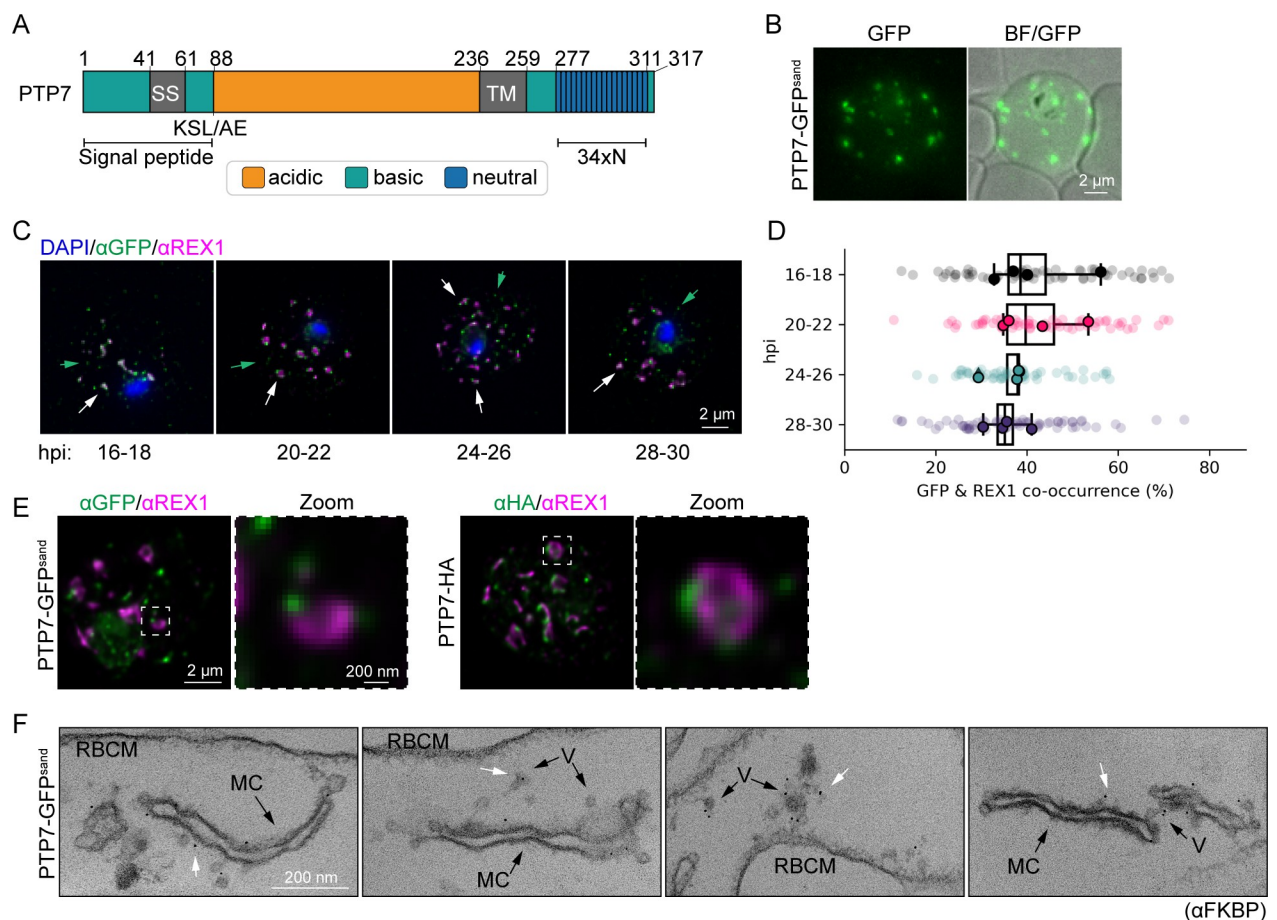 A
1 41 61 88 236 259 277 311 317
PTP7
SS
TM
KSL/AE
Signal peptide
34xN
acidic basic neutral
B
GFP BF/GFP
PTP7-GFPsand
2 µm
C
DAPI/αGFP/αREX1
2 µm
hpi: 16-18 20-22 24-26 28-30
D
16-18
20-22
24-26
28-30
hpi
0 20 40 60 80
GFP & REX1 co-occurrence (%)
E
αGFP/αREX1 Zoom
PTP7-GFPsand
2 µm
200 nm
αHA/αREX1 Zoom
PTP7-HA
F
PTP7-GFPsand
RBCM
MC
200 nm
RBCM
V
MC
V
RBCM
MC
V
(αFKBP)